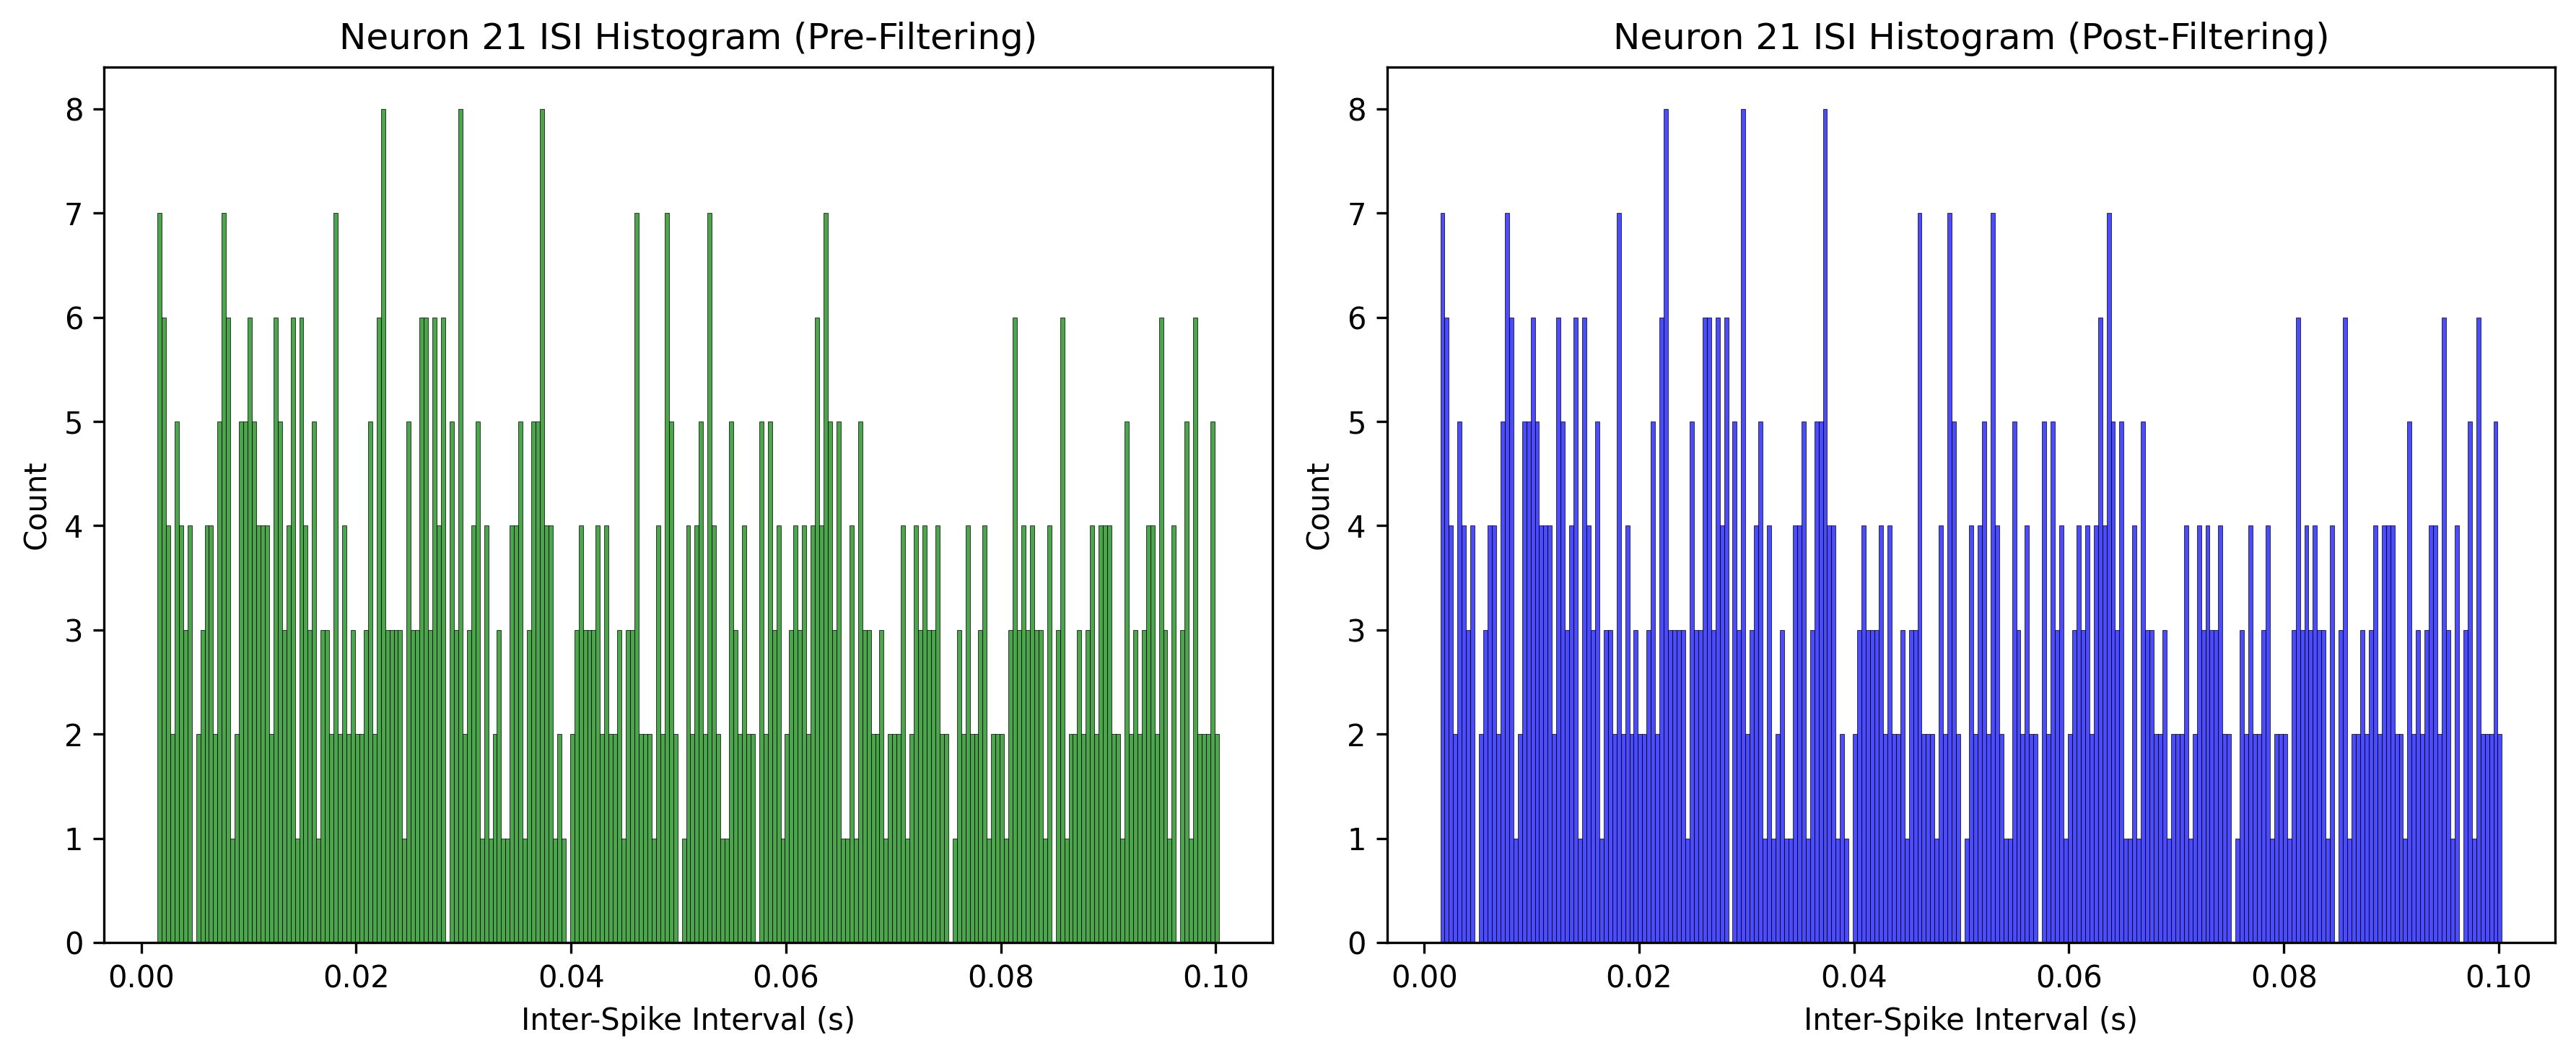 Neuron 21 ISI Histogram (Pre-Filtering)
8
7
6
5
4
3
2
1
0
Count
0.00 0.02 0.04 0.06 0.08 0.10
Inter-Spike Interval (s)
Neuron 21 ISI Histogram (Post-Filtering)
8
7
6
5
4
3
2
1
0
Count
0.00 0.02 0.04 0.06 0.08 0.10
Inter-Spike Interval (s)